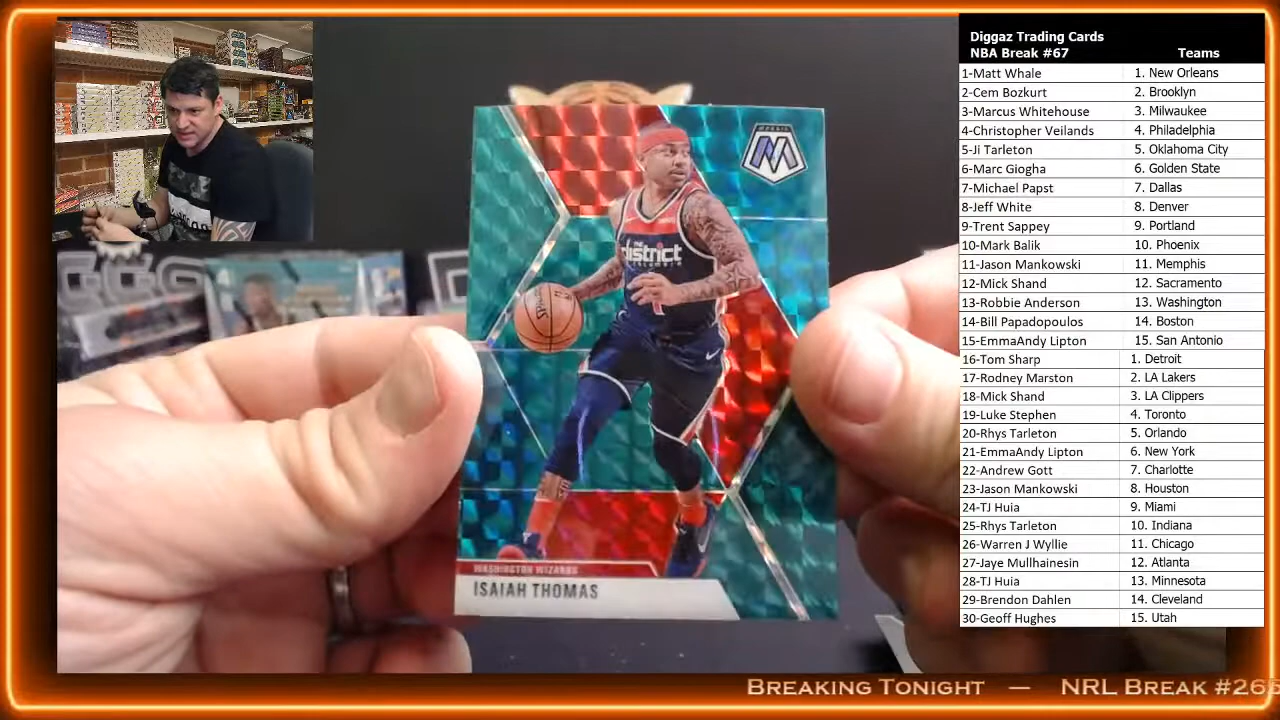 Diggaz Trading Cards
NBA Break #67 Teams
1-Matt Whale 1. New Orleans
2-Cem Bozkurt 2. Brooklyn
3-Marcus Whitehouse 3. Milwaukee
4-Christopher Veilands 4. Philadelphia
5-Ji Tarleton 5. Oklahoma City
6-Marc Giogha 6. Golden State
7-Michael Papst 7. Dallas
8-Jeff White 8. Denver
9-Trent Sappey 9. Portland
10-Mark Balik 10. Phoenix
11-Jason Mankowski 11. Memphis
12-Mick Shand 12. Sacramento
13-Robbie Anderson 13. Washington
14-Bill Papadopoulos 14. Boston
15-EmmaAndy Lipton 15. San Antonio
16-Tom Sharp 1. Detroit
17-Rodney Marston 2. LA Lakers
18-Mick Shand 3. LA Clippers
19-Luke Stephen 4. Toronto
20-Rhys Tarleton 5. Orlando
21-EmmaAndy Lipton 6. New York
22-Andrew Gott 7. Charlotte
23-Jason Mankowski 8. Houston
24-TJ Huia 9. Miami
25-Rhys Tarleton 10. Indiana
26-Warren J Wyllie 11. Chicago
27-Jaye Mullhainesin 12. Atlanta
28-TJ Huia 13. Minnesota
29-Brendon Dahlen 14. Cleveland
30-Geoff Hughes 15. Utah
MOSAIC
the
district
of columbia
WASHINGTON WIZARDS
ISAIAH THOMAS
Breaking Tonight — NRL Break #265